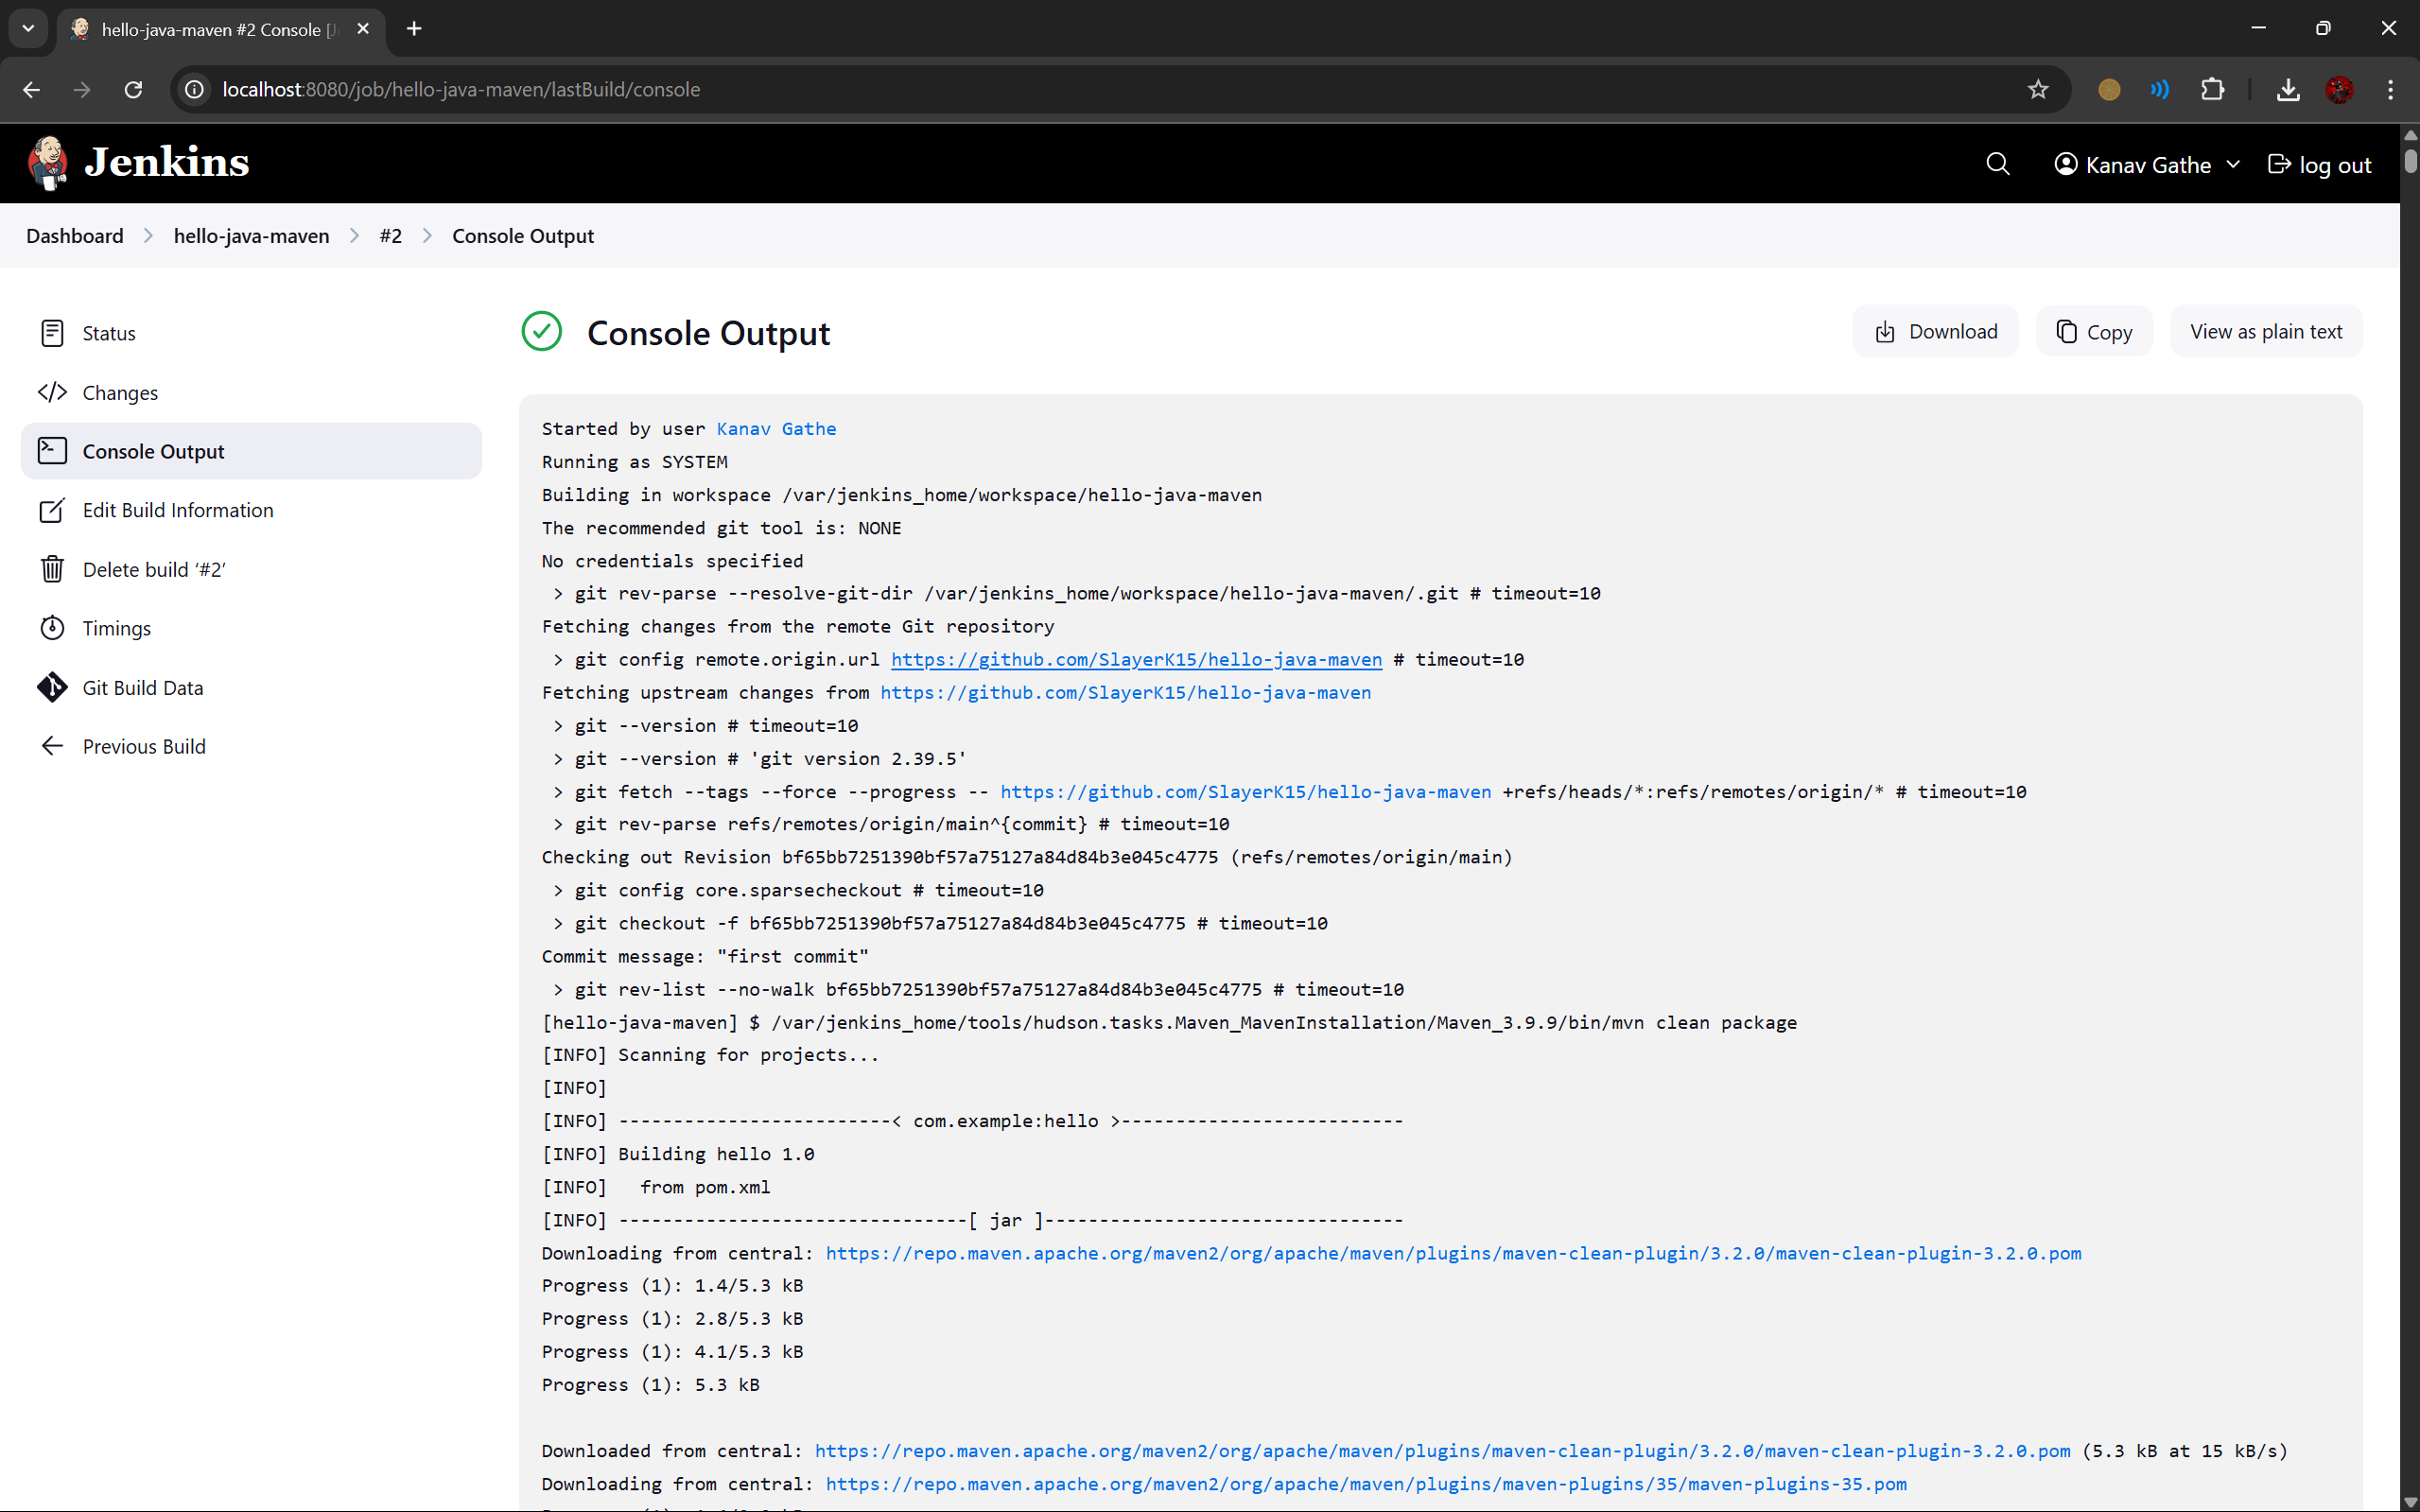 hello-java-maven #2 Console [J
localhost:8080/job/hello-java-maven/lastBuild/console
Jenkins
Kanav Gathe
log out
Dashboard > hello-java-maven > #2 > Console Output
Status
Changes
Console Output
Edit Build Information
Delete build ‘#2’
Timings
Git Build Data
Previous Build
Console Output
Download
Copy
View as plain text
Started by user Kanav Gathe
Running as SYSTEM
Building in workspace /var/jenkins_home/workspace/hello-java-maven
The recommended git tool is: NONE
No credentials specified
 > git rev-parse --resolve-git-dir /var/jenkins_home/workspace/hello-java-maven/.git # timeout=10
Fetching changes from the remote Git repository
 > git config remote.origin.url https://github.com/SlayerK15/hello-java-maven # timeout=10
Fetching upstream changes from https://github.com/SlayerK15/hello-java-maven
 > git --version # timeout=10
 > git --version # 'git version 2.39.5'
 > git fetch --tags --force --progress -- https://github.com/SlayerK15/hello-java-maven +refs/heads/*:refs/remotes/origin/* # timeout=10
 > git rev-parse refs/remotes/origin/main^{commit} # timeout=10
Checking out Revision bf65bb7251390bf57a75127a84d84b3e045c4775 (refs/remotes/origin/main)
 > git config core.sparsecheckout # timeout=10
 > git checkout -f bf65bb7251390bf57a75127a84d84b3e045c4775 # timeout=10
Commit message: "first commit"
 > git rev-list --no-walk bf65bb7251390bf57a75127a84d84b3e045c4775 # timeout=10
[hello-java-maven] $ /var/jenkins_home/tools/hudson.tasks.Maven_MavenInstallation/Maven_3.9.9/bin/mvn clean package
[INFO] Scanning for projects...
[INFO]
[INFO] -------------------------< com.example:hello >--------------------------
[INFO] Building hello 1.0
[INFO]   from pom.xml
[INFO] --------------------------------[ jar ]---------------------------------
Downloading from central: https://repo.maven.apache.org/maven2/org/apache/maven/plugins/maven-clean-plugin/3.2.0/maven-clean-plugin-3.2.0.pom
Progress (1): 1.4/5.3 kB
Progress (1): 2.8/5.3 kB
Progress (1): 4.1/5.3 kB
Progress (1): 5.3 kB
Downloaded from central: https://repo.maven.apache.org/maven2/org/apache/maven/plugins/maven-clean-plugin/3.2.0/maven-clean-plugin-3.2.0.pom (5.3 kB at 15 kB/s)
Downloading from central: https://repo.maven.apache.org/maven2/org/apache/maven/plugins/maven-plugins/35/maven-plugins-35.pom